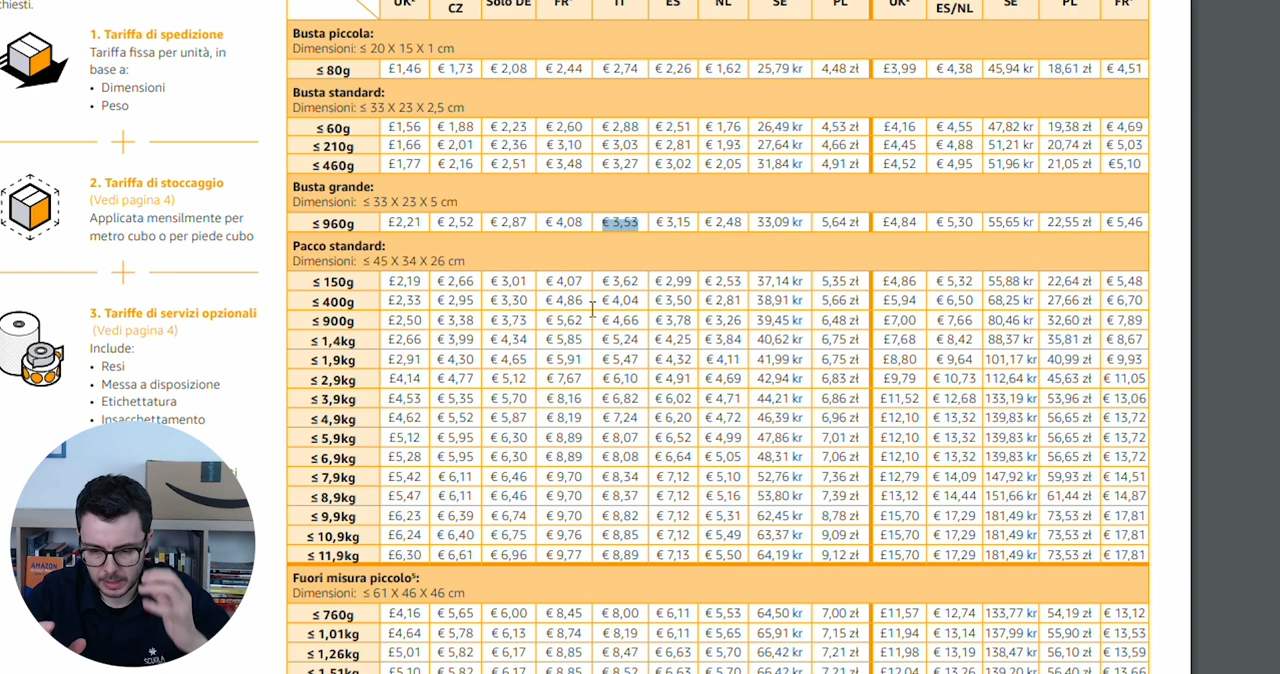 chiesti.
1. Tariffa di spedizione
Tariffa fissa per unità, in
base a:
• Dimensioni
• Peso
2. Tariffa di stoccaggio
(Vedi pagina 4)
Applicata mensilmente per
metro cubo o per piede cubo
3. Tariffe di servizi opzionali
(Vedi pagina 4)
Include:
• Resi
• Messa a disposizione
• Etichettatura
• Insacchettamento
UK² CZ Solo DE FR¹ IT ES NL SE PL UK² ES/NL SE PL FR¹
Busta piccola:
Dimensioni: ≤ 20 X 15 X 1 cm
≤ 80g £1,46 € 1,73 € 2,08 € 2,44 € 2,74 € 2,26 € 1,62 25,79 kr 4,48 zł £3,99 € 4,38 45,94 kr 18,61 zł € 4,51
Busta standard:
Dimensioni: ≤ 33 X 23 X 2,5 cm
≤ 60g £1,56 € 1,88 € 2,23 € 2,60 € 2,88 € 2,51 € 1,76 26,49 kr 4,53 zł £4,16 € 4,55 47,82 kr 19,38 zł € 4,69
≤ 210g £1,66 € 2,01 € 2,36 € 3,10 € 3,03 € 2,81 € 1,93 27,64 kr 4,66 zł £4,45 € 4,88 51,21 kr 20,74 zł € 5,03
≤ 460g £1,77 € 2,16 € 2,51 € 3,48 € 3,27 € 3,02 € 2,05 31,84 kr 4,91 zł £4,52 € 4,95 51,96 kr 21,05 zł €5,10
Busta grande:
Dimensioni: ≤ 33 X 23 X 5 cm
≤ 960g £2,21 € 2,52 € 2,87 € 4,08 € 3,53 € 3,15 € 2,48 33,09 kr 5,64 zł £4,84 € 5,30 55,65 kr 22,55 zł € 5,46
Pacco standard:
Dimensioni: ≤ 45 X 34 X 26 cm
≤ 150g £2,19 € 2,66 € 3,01 € 4,07 € 3,62 € 2,99 € 2,53 37,14 kr 5,35 zł £4,86 € 5,32 55,88 kr 22,64 zł € 5,48
≤ 400g £2,33 € 2,95 € 3,30 € 4,86 € 4,04 € 3,50 € 2,81 38,91 kr 5,66 zł £5,94 € 6,50 68,25 kr 27,66 zł € 6,70
≤ 900g £2,50 € 3,38 € 3,73 € 5,62 € 4,66 € 3,78 € 3,26 39,45 kr 6,48 zł £7,00 € 7,66 80,46 kr 32,60 zł € 7,89
≤ 1,4kg £2,66 € 3,99 € 4,34 € 5,85 € 5,24 € 4,25 € 3,84 40,62 kr 6,75 zł £7,68 € 8,42 88,37 kr 35,81 zł € 8,67
≤ 1,9kg £2,91 € 4,30 € 4,65 € 5,91 € 5,47 € 4,32 € 4,11 41,99 kr 6,75 zł £8,80 € 9,64 101,17 kr 40,99 zł € 9,93
≤ 2,9kg £4,14 € 4,77 € 5,12 € 7,67 € 6,10 € 4,91 € 4,69 42,94 kr 6,83 zł £9,79 € 10,73 112,64 kr 45,63 zł € 11,05
≤ 3,9kg £4,53 € 5,35 € 5,70 € 8,16 € 6,82 € 6,02 € 4,71 44,21 kr 6,86 zł £11,52 € 12,68 133,19 kr 53,96 zł € 13,06
≤ 4,9kg £4,62 € 5,52 € 5,87 € 8,19 € 7,24 € 6,20 € 4,72 46,39 kr 6,96 zł £12,10 € 13,32 139,83 kr 56,65 zł € 13,72
≤ 5,9kg £5,12 € 5,95 € 6,30 € 8,89 € 8,07 € 6,52 € 4,99 47,86 kr 7,01 zł £12,10 € 13,32 139,83 kr 56,65 zł € 13,72
≤ 6,9kg £5,28 € 5,95 € 6,30 € 8,89 € 8,08 € 6,64 € 5,05 48,31 kr 7,06 zł £12,10 € 13,32 139,83 kr 56,65 zł € 13,72
≤ 7,9kg £5,42 € 6,11 € 6,46 € 9,70 € 8,34 € 7,12 € 5,10 52,76 kr 7,36 zł £12,79 € 14,09 147,92 kr 59,93 zł € 14,51
≤ 8,9kg £5,47 € 6,11 € 6,46 € 9,70 € 8,37 € 7,12 € 5,16 53,80 kr 7,39 zł £13,12 € 14,44 151,66 kr 61,44 zł € 14,87
≤ 9,9kg £6,23 € 6,39 € 6,74 € 9,70 € 8,82 € 7,12 € 5,31 62,45 kr 8,78 zł £15,70 € 17,29 181,49 kr 73,53 zł € 17,81
≤ 10,9kg £6,24 € 6,40 € 6,75 € 9,76 € 8,85 € 7,12 € 5,49 63,37 kr 9,09 zł £15,70 € 17,29 181,49 kr 73,53 zł € 17,81
≤ 11,9kg £6,30 € 6,61 € 6,96 € 9,77 € 8,89 € 7,13 € 5,50 64,19 kr 9,12 zł £15,70 € 17,29 181,49 kr 73,53 zł € 17,81
Fuori misura piccolo⁵:
Dimensioni: ≤ 61 X 46 X 46 cm
≤ 760g £4,16 € 5,65 € 6,00 € 8,45 € 8,00 € 6,11 € 5,53 64,50 kr 7,00 zł £11,57 € 12,74 133,77 kr 54,19 zł € 13,12
≤ 1,01kg £4,64 € 5,78 € 6,13 € 8,74 € 8,19 € 6,11 € 5,65 65,91 kr 7,15 zł £11,94 € 13,14 137,99 kr 55,90 zł € 13,53
≤ 1,26kg £5,01 € 5,82 € 6,17 € 8,85 € 8,47 € 6,63 € 5,70 66,42 kr 7,21 zł £11,98 € 13,19 138,47 kr 56,10 zł € 13,59
≤ 1,51kg £5,10 € 5,82 € 6,17 € 8,85 € 8,52 € 6,63 € 5,70 66,42 kr 7,21 zł £12,04 € 13,26 139,20 kr 56,40 zł € 13,66
AMAZON
SCUOLA